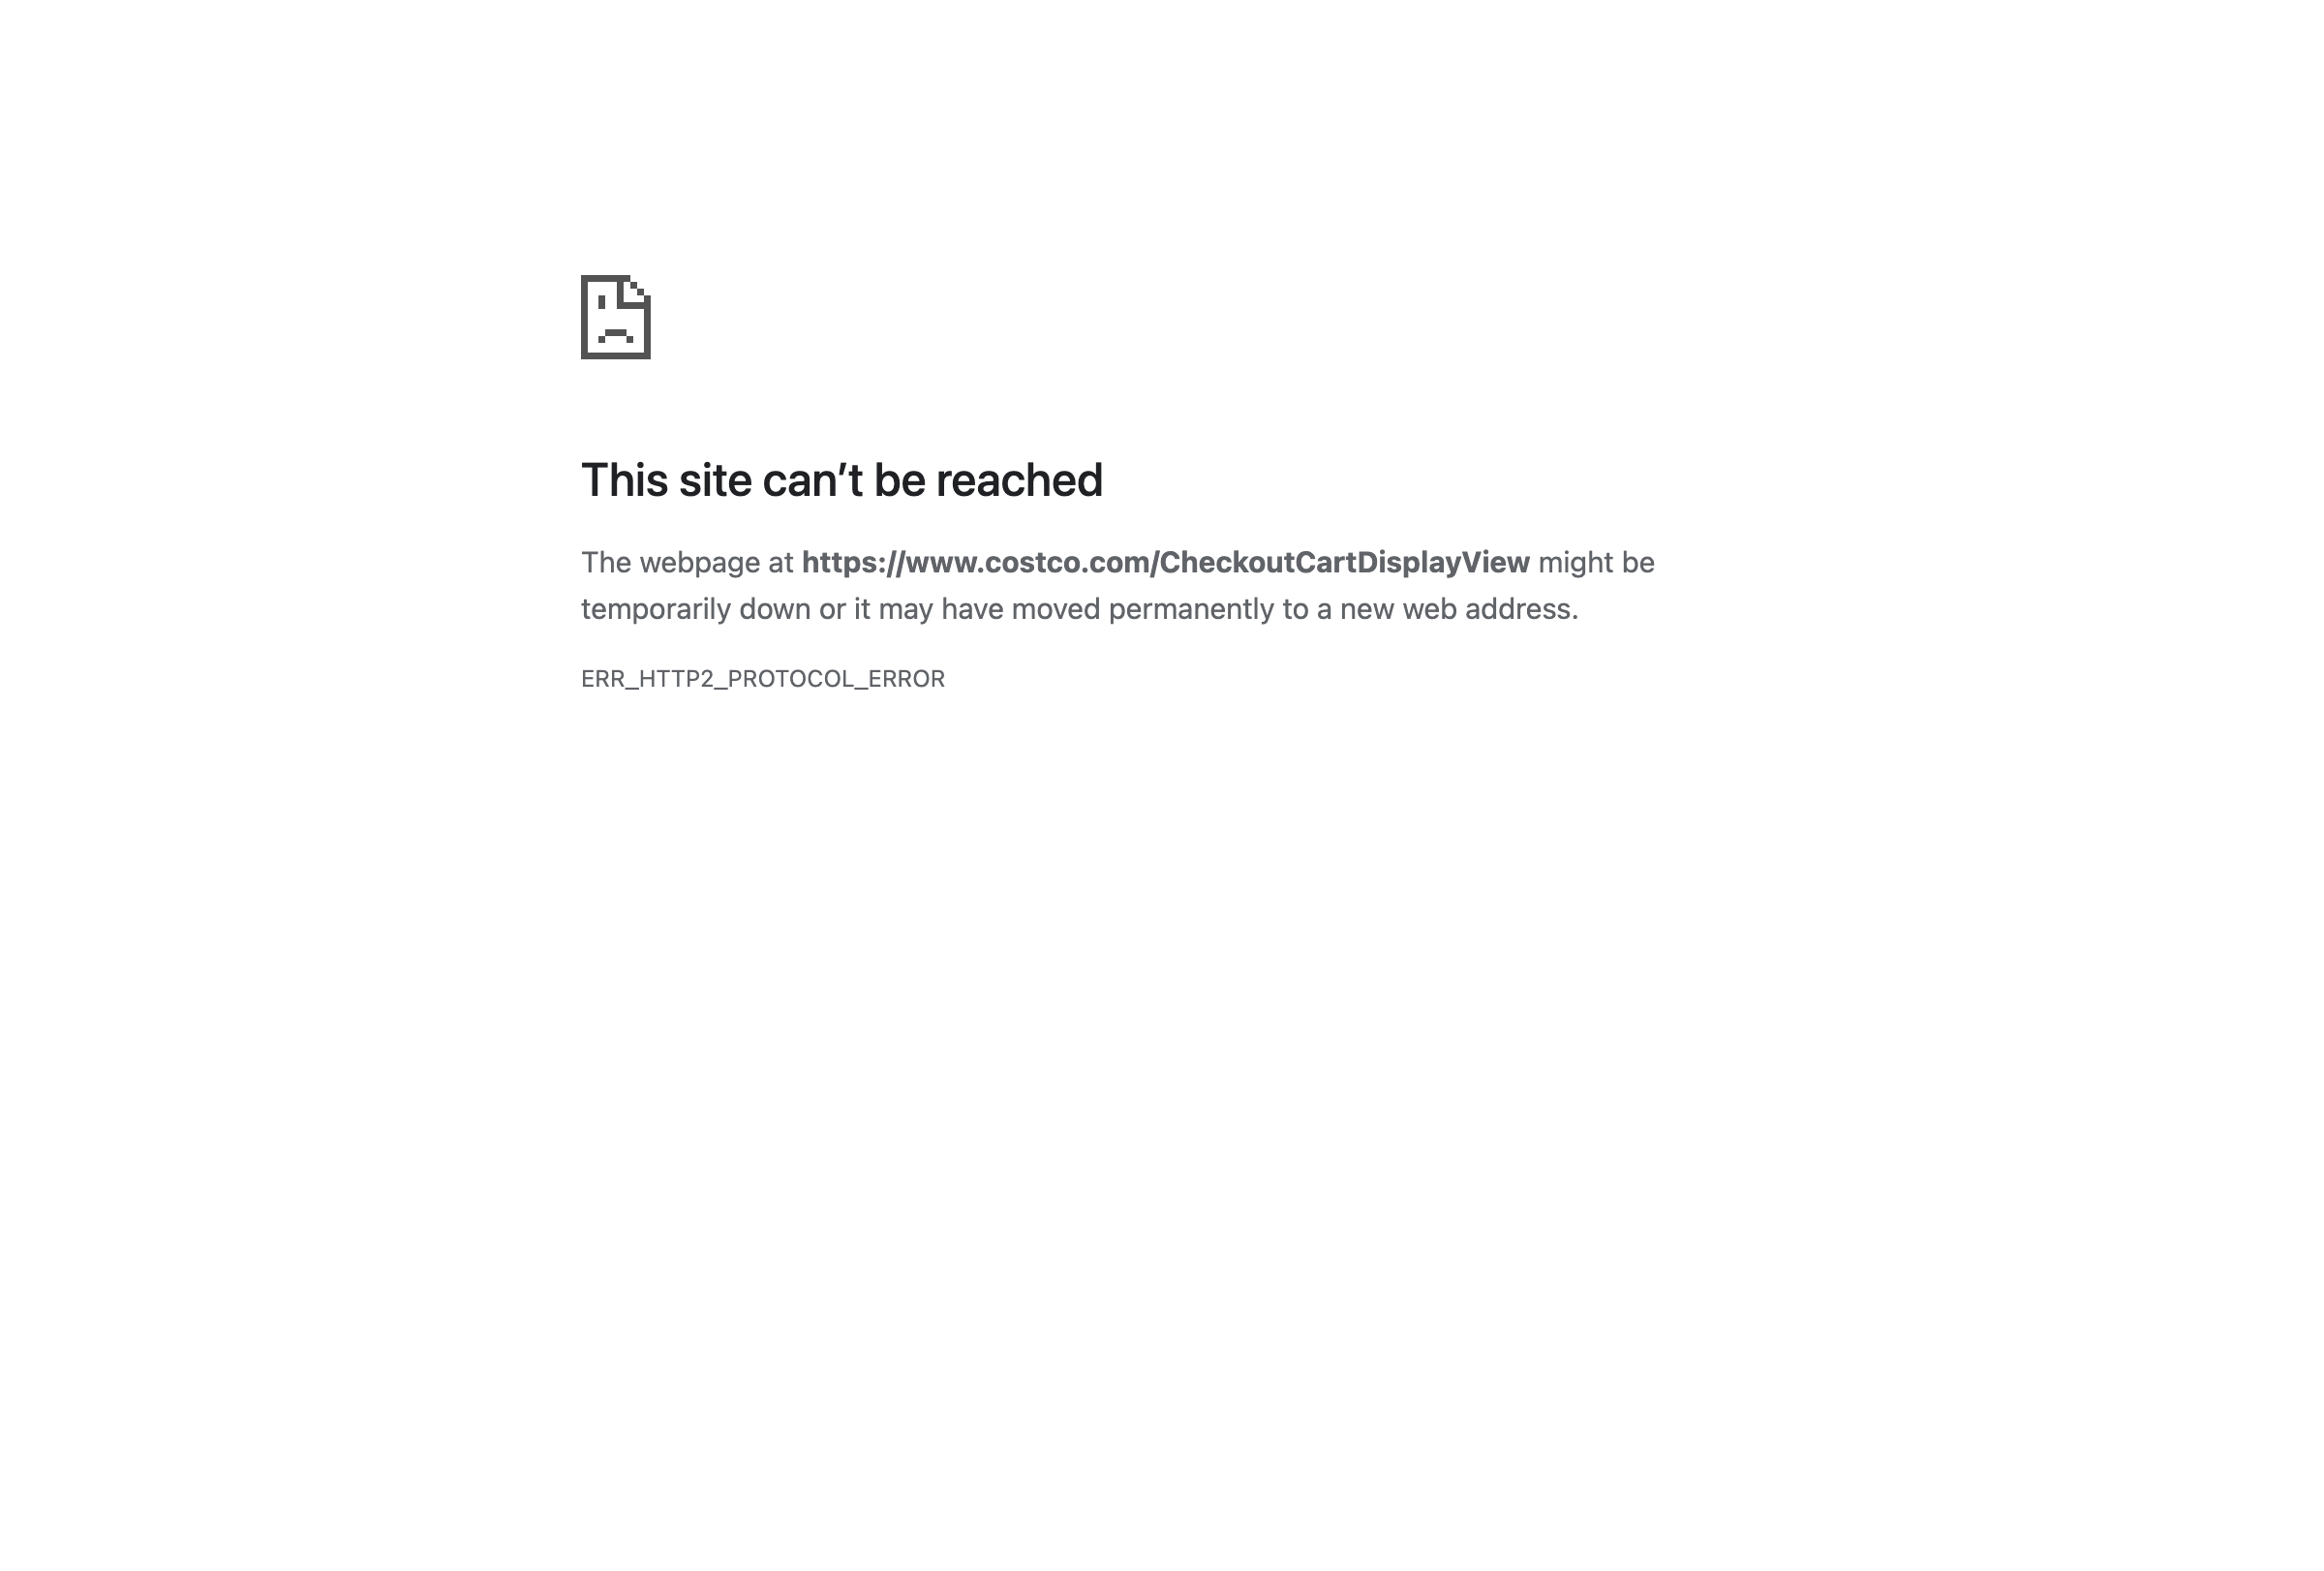 This site can’t be reached
The webpage at https://www.costco.com/CheckoutCartDisplayView might be
temporarily down or it may have moved permanently to a new web address.
ERR_HTTP2_PROTOCOL_ERROR